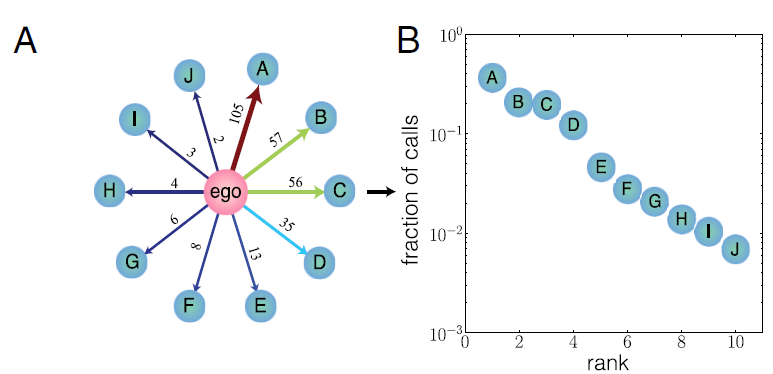 A
B
J
A
I
B
H
ego
C
G
D
F
E
105
57
56
35
13
8
6
4
3
2
fraction of calls
10^0
10^-1
10^-2
10^-3
A
B
C
D
E
F
G
H
I
J
0 2 4 6 8 10
rank